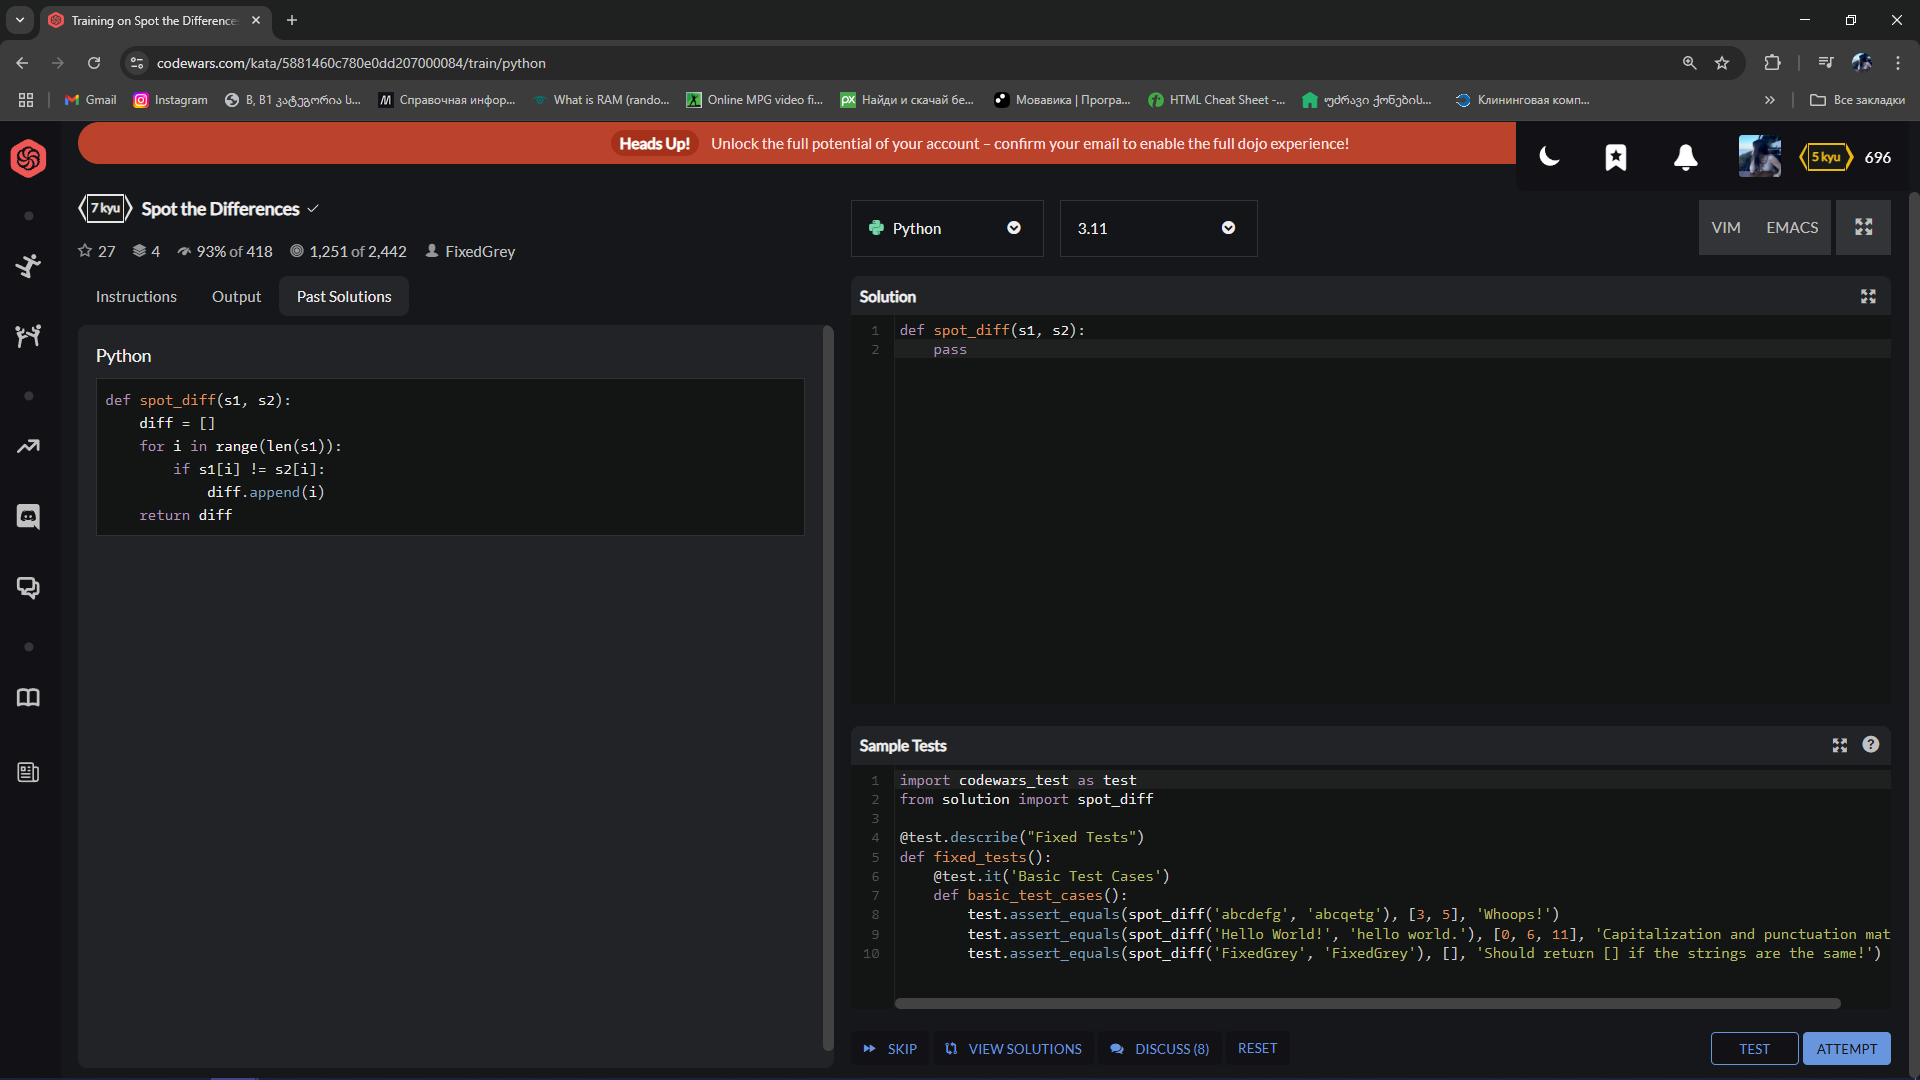 Training on Spot the Difference
codewars.com/kata/5881460c780e0dd207000084/train/python
Gmail
Instagram
B, B1 კატეგორია ს...
Справочная инфор...
What is RAM (rando...
Online MPG video fi...
Найди и скачай бе...
Мовавика | Програ...
HTML Cheat Sheet -...
უძრავი ქონების...
Клининговая комп...
Все закладки
Heads Up! Unlock the full potential of your account – confirm your email to enable the full dojo experience!
5 kyu 696
7 kyu Spot the Differences
27 4 93% of 418 1,251 of 2,442 FixedGrey
Instructions Output Past Solutions
Python
def spot_diff(s1, s2):
    diff = []
    for i in range(len(s1)):
        if s1[i] != s2[i]:
            diff.append(i)
    return diff
Python 3.11 VIM EMACS
Solution
1 def spot_diff(s1, s2):
2     pass
Sample Tests
1 import codewars_test as test
2 from solution import spot_diff
3
4 @test.describe("Fixed Tests")
5 def fixed_tests():
6     @test.it('Basic Test Cases')
7     def basic_test_cases():
8         test.assert_equals(spot_diff('abcdefg', 'abcqetg'), [3, 5], 'Whoops!')
9         test.assert_equals(spot_diff('Hello World!', 'hello world.'), [0, 6, 11], 'Capitalization and punctuation mat
10         test.assert_equals(spot_diff('FixedGrey', 'FixedGrey'), [], 'Should return [] if the strings are the same!')
SKIP VIEW SOLUTIONS DISCUSS (8) RESET TEST ATTEMPT